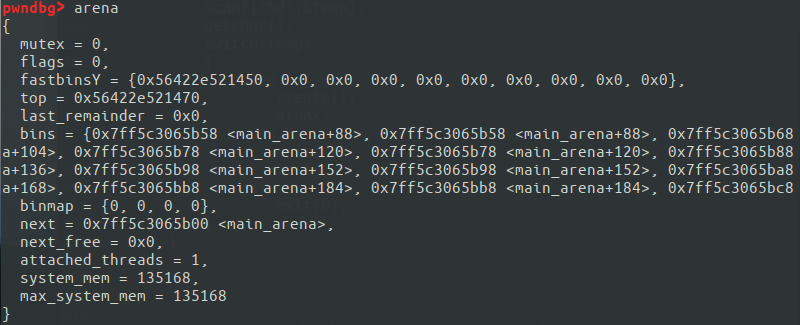 pwndbg> arena
{
  mutex = 0,
  flags = 0,
  fastbinsY = {0x56422e521450, 0x0, 0x0, 0x0, 0x0, 0x0, 0x0, 0x0, 0x0, 0x0},
  top = 0x56422e521470,
  last_remainder = 0x0,
  bins = {0x7ff5c3065b58 <main_arena+88>, 0x7ff5c3065b58 <main_arena+88>, 0x7ff5c3065b68
a+104>, 0x7ff5c3065b78 <main_arena+120>, 0x7ff5c3065b78 <main_arena+120>, 0x7ff5c3065b88
a+136>, 0x7ff5c3065b98 <main_arena+152>, 0x7ff5c3065b98 <main_arena+152>, 0x7ff5c3065ba8
a+168>, 0x7ff5c3065bb8 <main_arena+184>, 0x7ff5c3065bb8 <main_arena+184>, 0x7ff5c3065bc8
  binmap = {0, 0, 0, 0},
  next = 0x7ff5c3065b00 <main_arena>,
  next_free = 0x0,
  attached_threads = 1,
  system_mem = 135168,
  max_system_mem = 135168
}